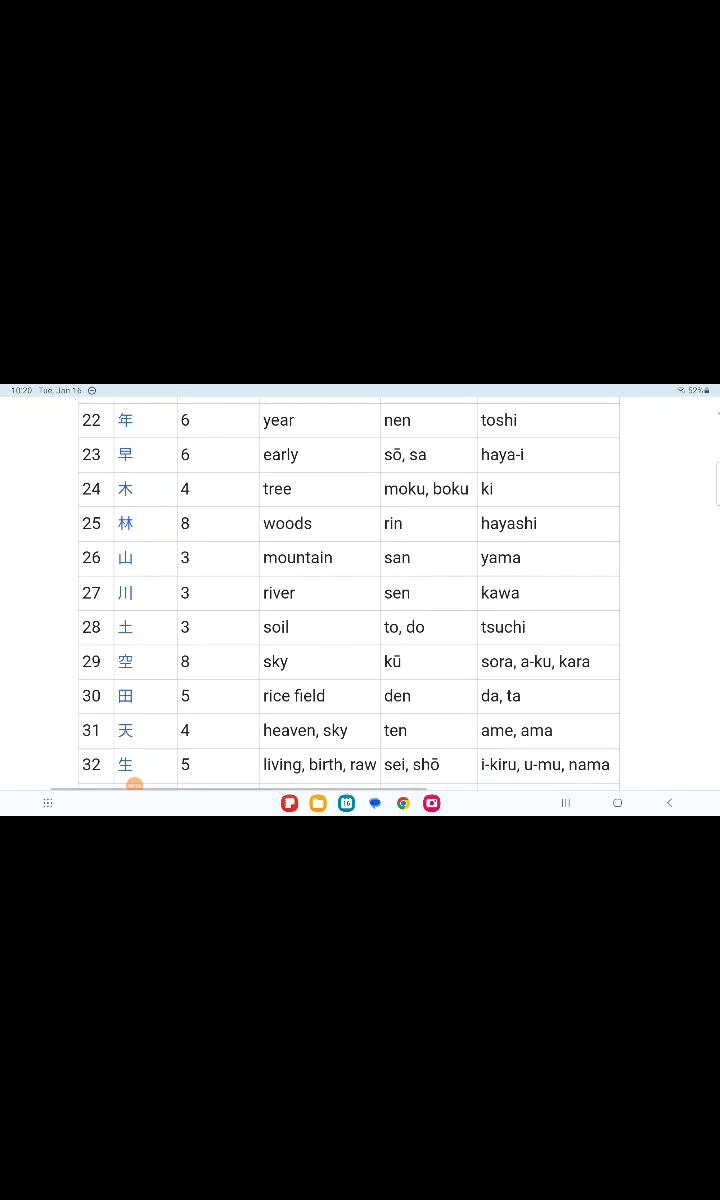 10:20 Tue, Jan 16 52%
22 年 6 year nen toshi
23 早 6 early sō, sa haya-i
24 木 4 tree moku, boku ki
25 林 8 woods rin hayashi
26 山 3 mountain san yama
27 川 3 river sen kawa
28 土 3 soil to, do tsuchi
29 空 8 sky kū sora, a-ku, kara
30 田 5 rice field den da, ta
31 天 4 heaven, sky ten ame, ama
32 生 5 living, birth, raw sei, shō i-kiru, u-mu, nama
16